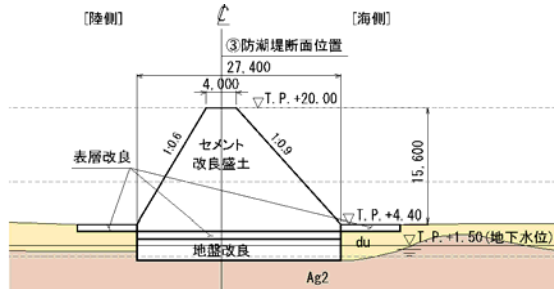 [陸側]
℄
[海側]
③防潮堤断面位置
27,400
4,000
T.P.+20.00
1:0.6
セメント
改良盛土
1:0.9
15,600
表層改良
T.P.+4.40
地盤改良
du
T.P.+1.50(地下水位)
Ag2